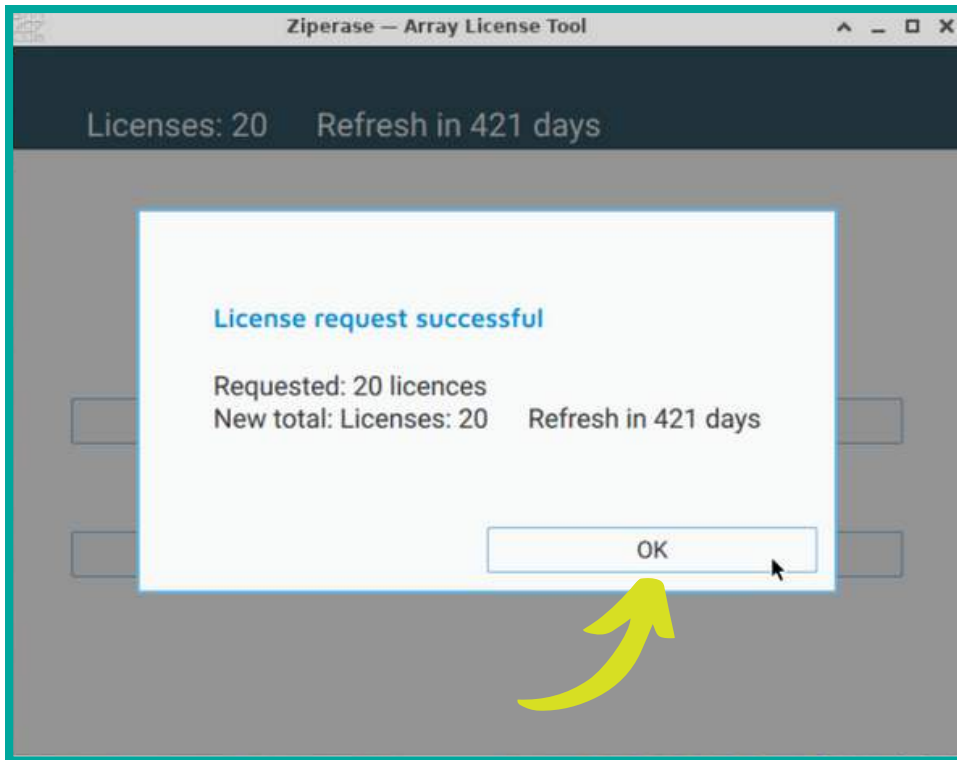 Ziperase — Array License Tool
Licenses: 20 Refresh in 421 days
License request successful
Requested: 20 licences
New total: Licenses: 20 Refresh in 421 days
OK